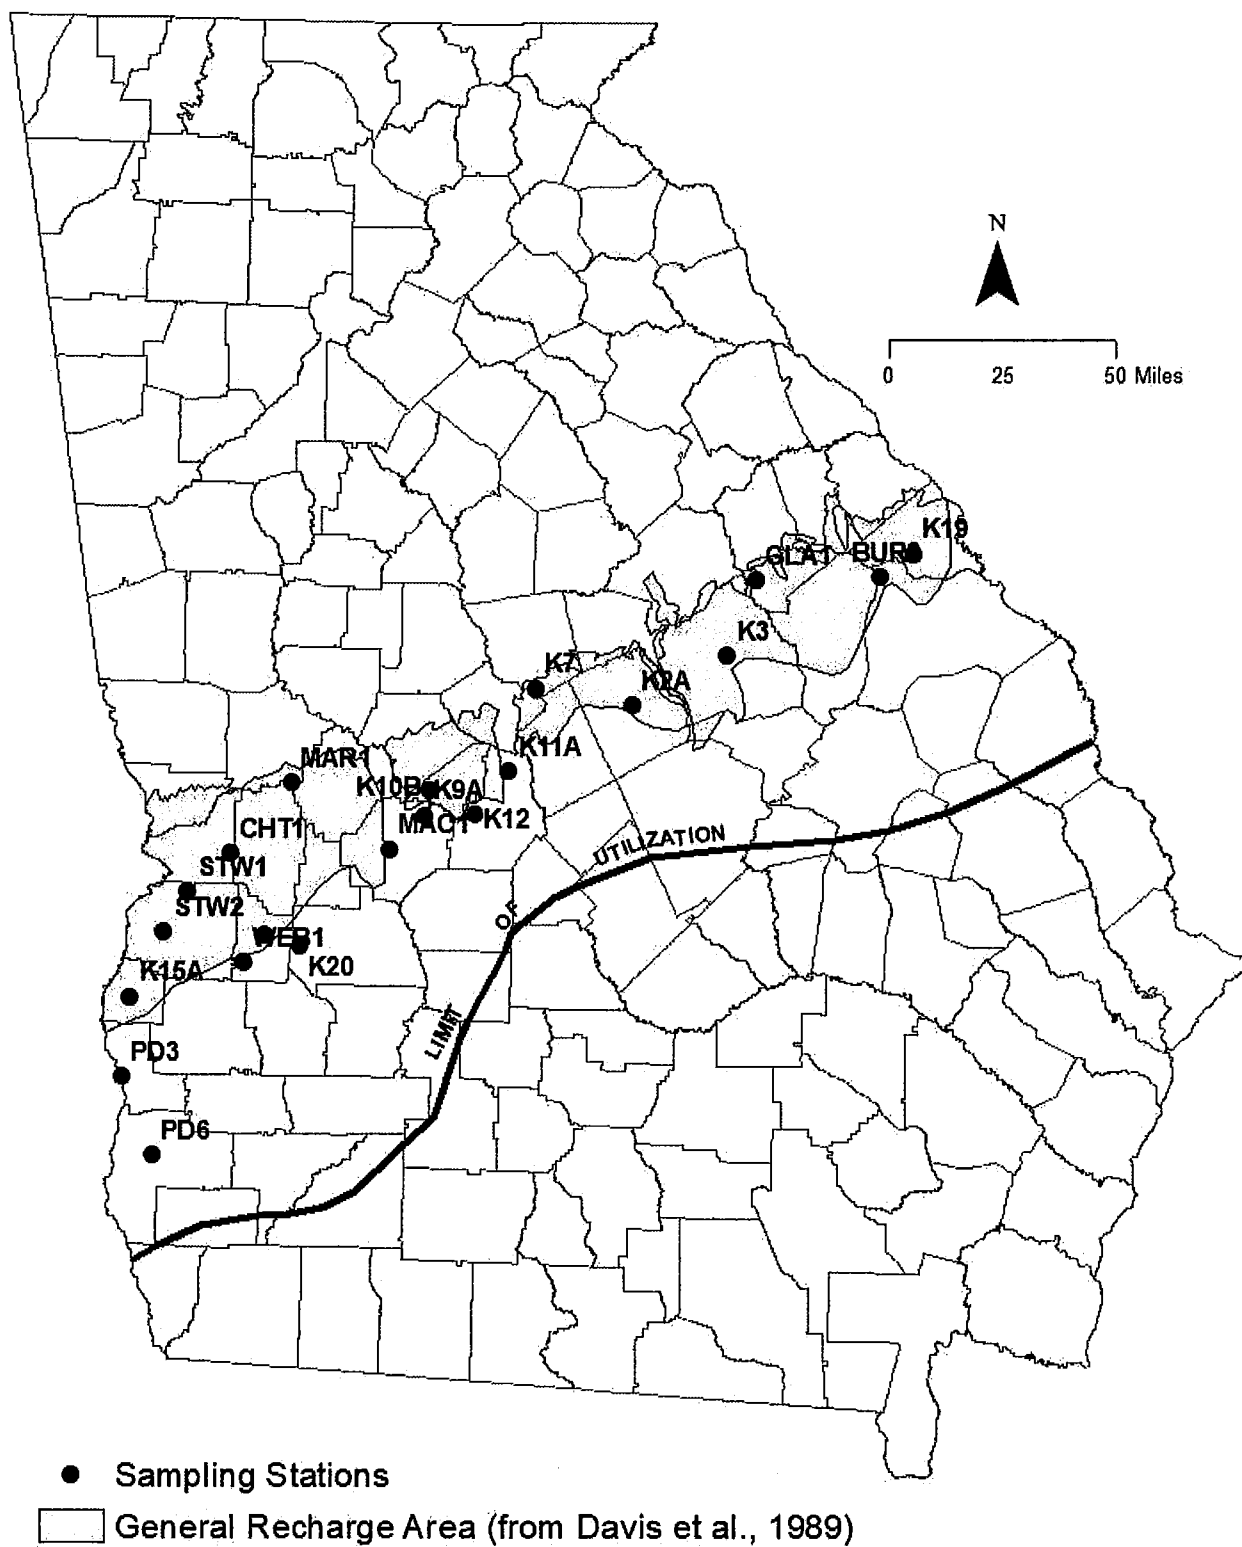 N
0 25 50 Miles
K19
GLA1
BUR
K3
K7
K2A
K11A
MAR1
K10B
K9A
MAC1
K12
CHT1
STW1
STW2
WEB1
K20
K15A
PD3
PD6
LIMIT OF UTILIZATION
Sampling Stations
General Recharge Area (from Davis et al., 1989)